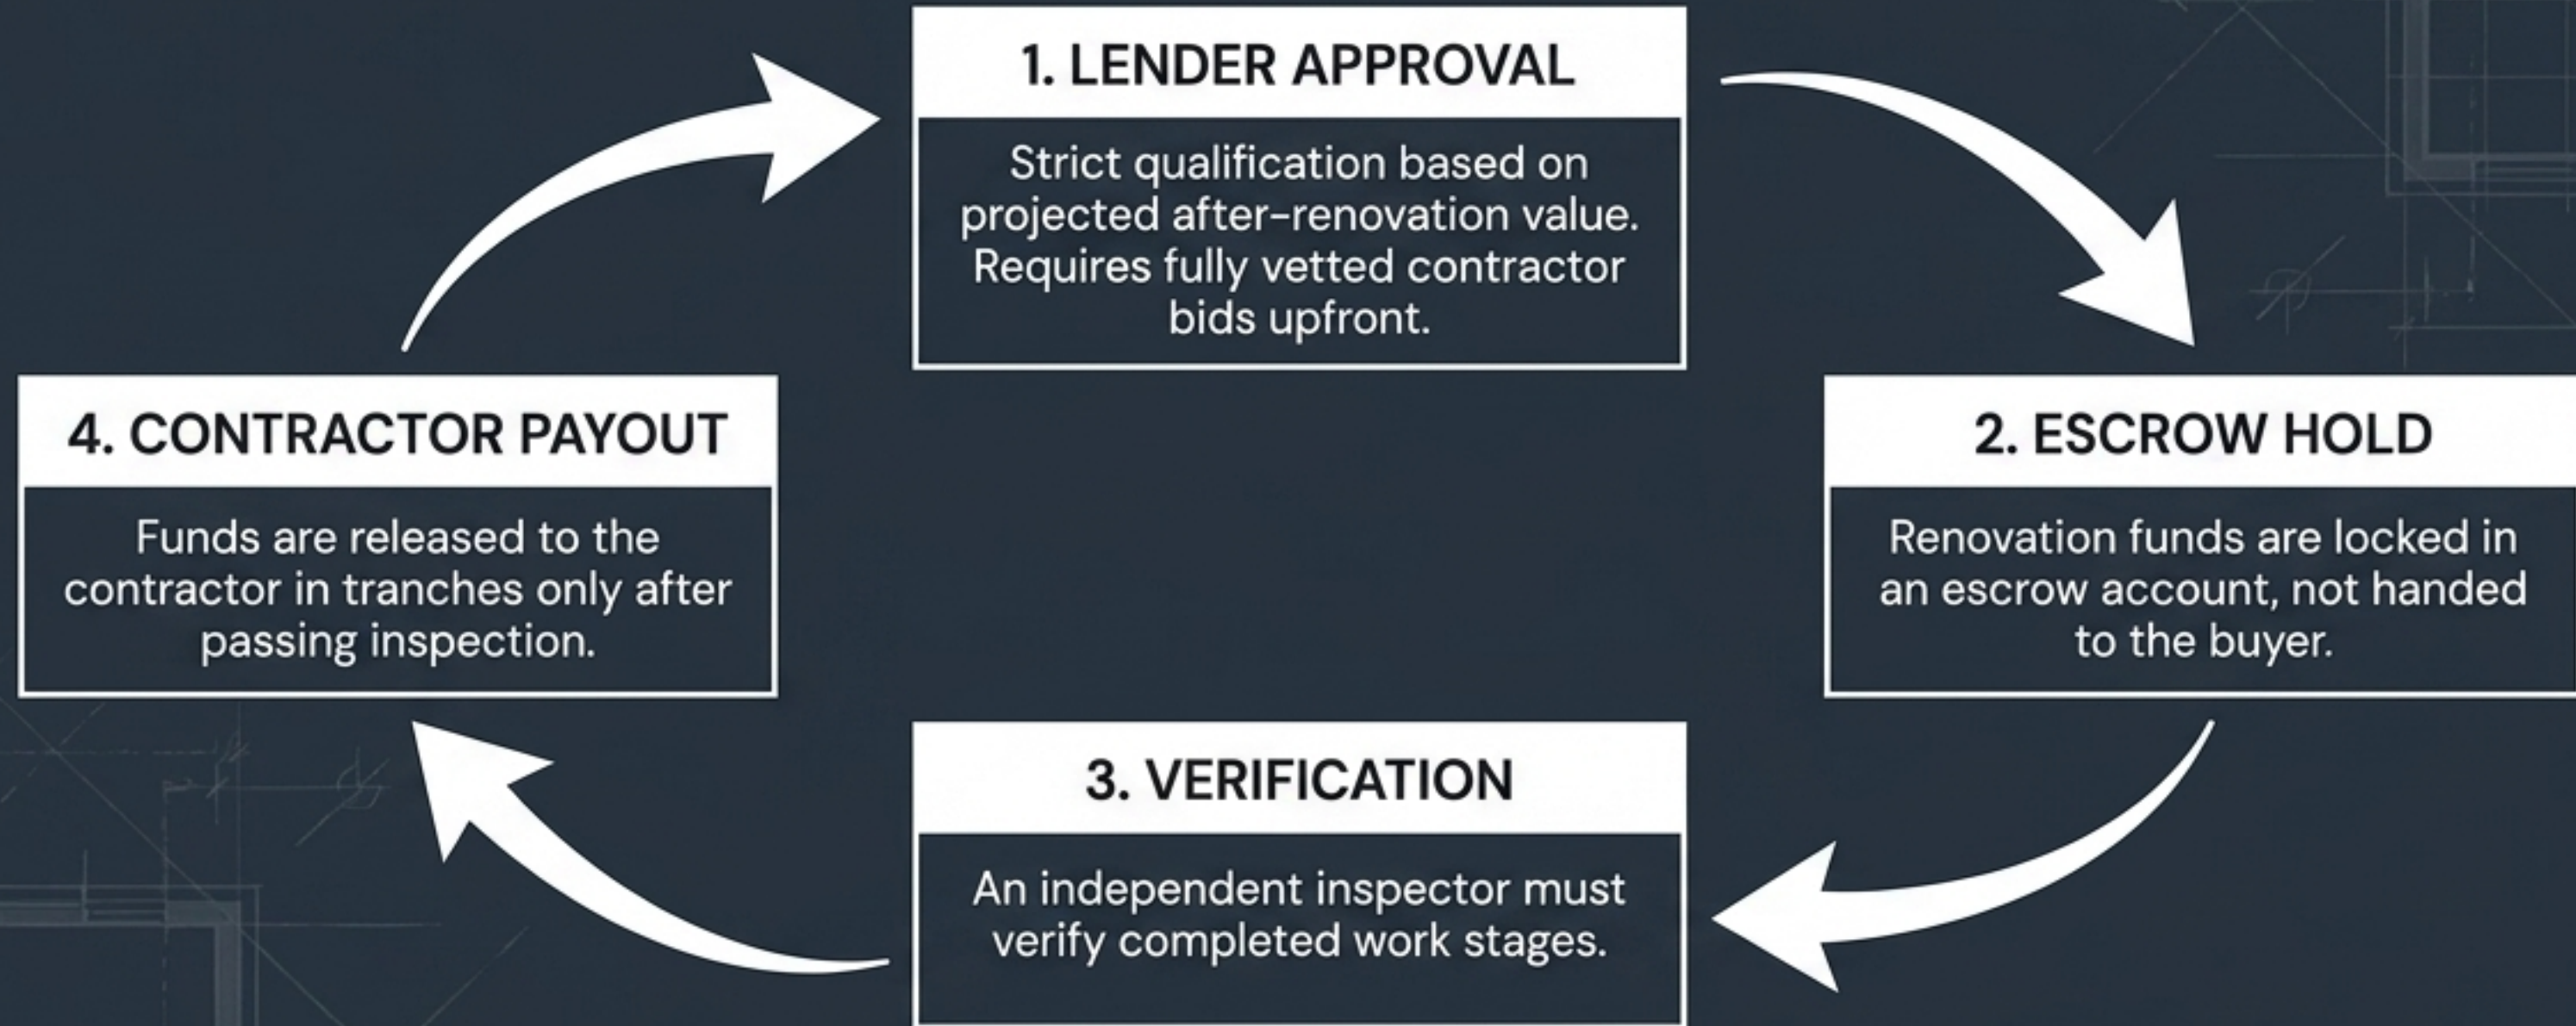 1. LENDER APPROVAL
Strict qualification based on
projected after-renovation value.
Requires fully vetted contractor
bids upfront.
2. ESCROW HOLD
Renovation funds are locked in
an escrow account, not handed
to the buyer.
3. VERIFICATION
An independent inspector must
verify completed work stages.
4. CONTRACTOR PAYOUT
Funds are released to the
contractor in tranches only after
passing inspection.